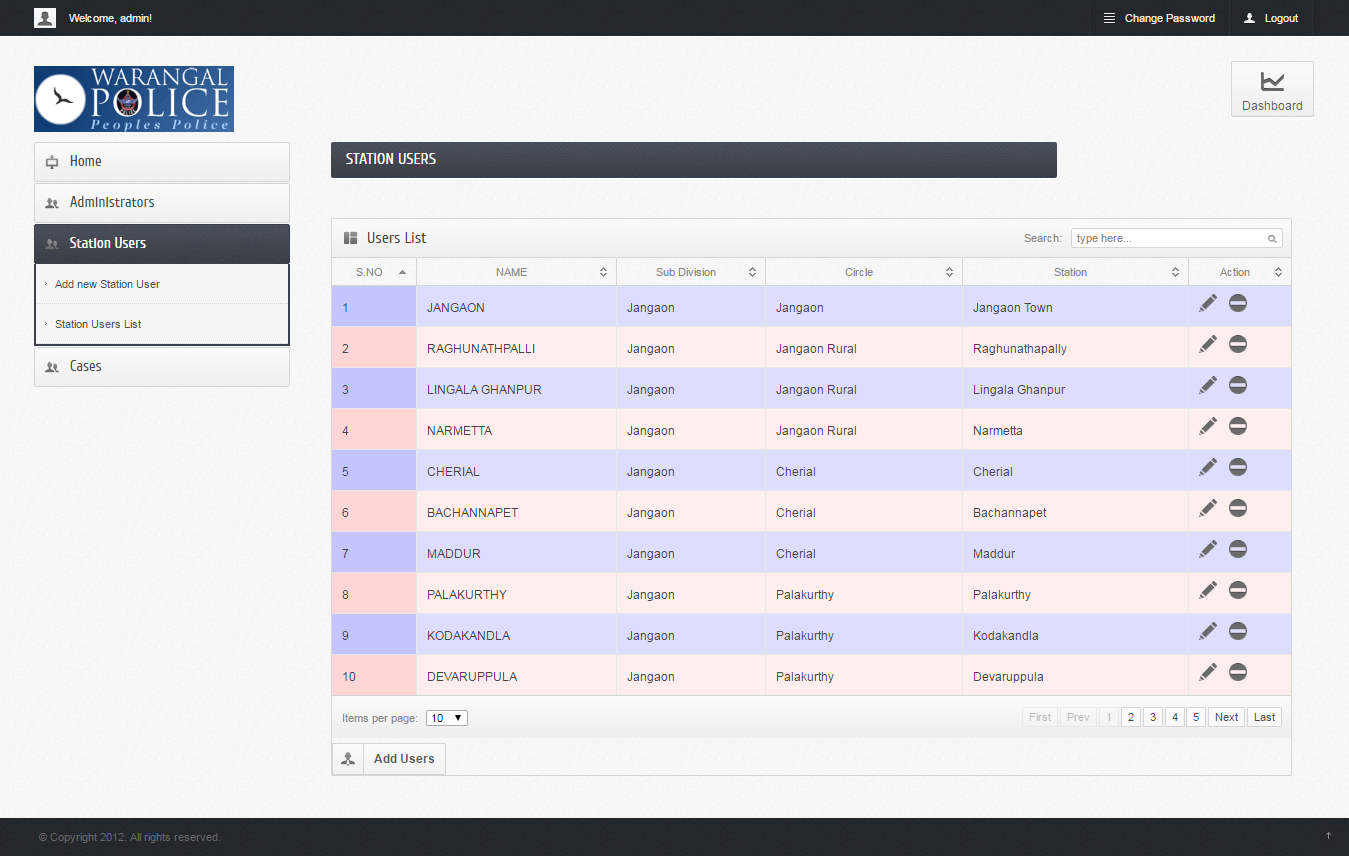 Welcome, admin!
Change Password
Logout
WARANGAL
POLICE
Peoples Police
Dashboard
Home
Administrators
Station Users
Add new Station User
Station Users List
Cases
STATION USERS
Users List
Search: type here...
S.NO NAME Sub Division Circle Station Action
1 JANGAON Jangaon Jangaon Jangaon Town
2 RAGHUNATHPALLI Jangaon Jangaon Rural Raghunathapally
3 LINGALA GHANPUR Jangaon Jangaon Rural Lingala Ghanpur
4 NARMETTA Jangaon Jangaon Rural Narmetta
5 CHERIAL Jangaon Cherial Cherial
6 BACHANNAPET Jangaon Cherial Bachannapet
7 MADDUR Jangaon Cherial Maddur
8 PALAKURTHY Jangaon Palakurthy Palakurthy
9 KODAKANDLA Jangaon Palakurthy Kodakandla
10 DEVARUPPULA Jangaon Palakurthy Devaruppula
Items per page: 10
First Prev 1 2 3 4 5 Next Last
Add Users
© Copyright 2012. All rights reserved.